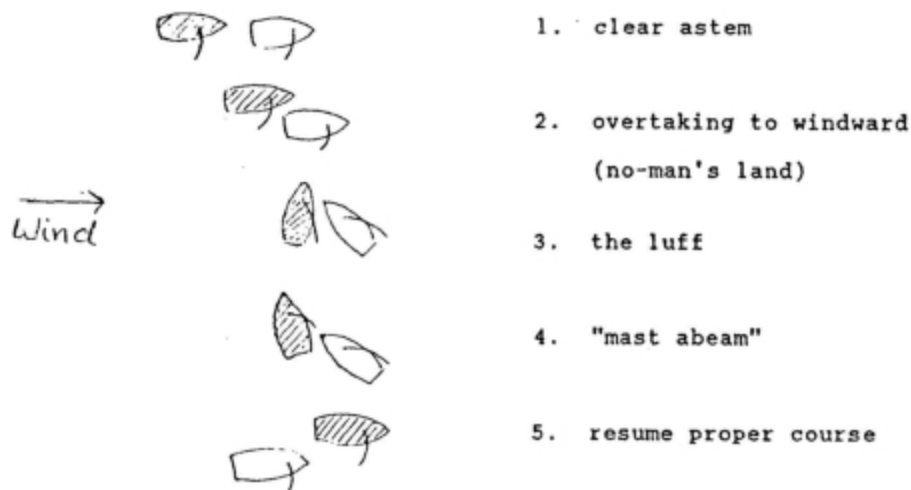 1. clear astem
2. overtaking to windward
(no-man's land)
Wind
3. the luff
4. "mast abeam"
5. resume proper course